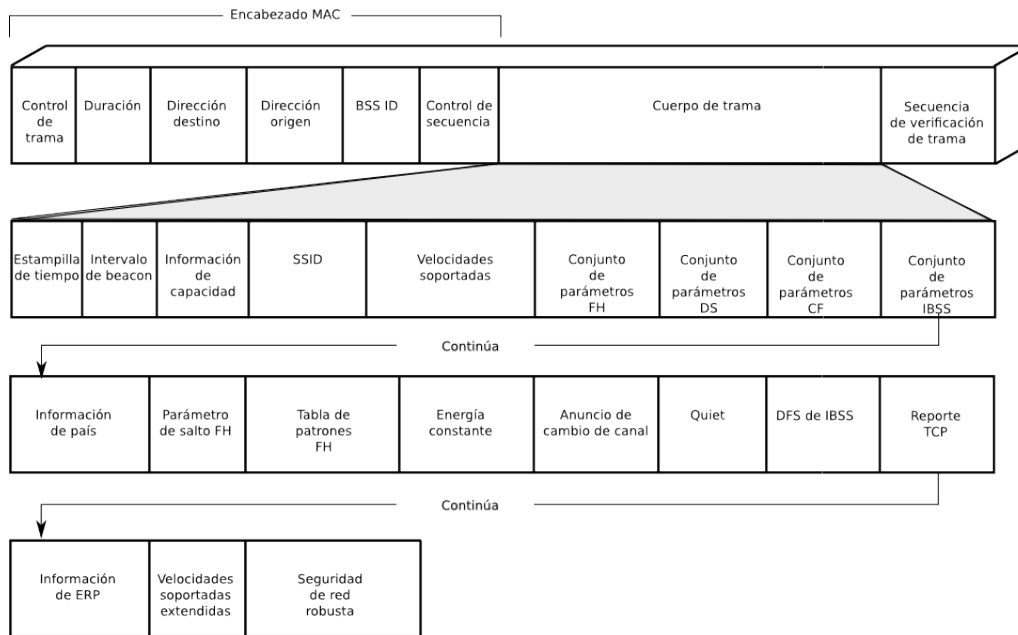 Encabezado MAC
Control
de
trama
Duración
Dirección
destino
Dirección
origen
BSS ID
Control de
secuencia
Cuerpo de trama
Secuencia
de verificación
de trama
Estampilla
de tiempo
Intervalo
de beacon
Información
de
capacidad
SSID
Velocidades
soportadas
Conjunto
de
parámetros
FH
Conjunto
de
parámetros
DS
Conjunto
de
parámetros
CF
Conjunto
de
parámetros
IBSS
Continúa
Información
de país
Parámetro
de salto FH
Tabla de
patrones
FH
Energía
constante
Anuncio de
cambio de canal
Quiet
DFS de IBSS
Reporte
TCP
Continúa
Información
de ERP
Velocidades
soportadas
extendidas
Seguridad
de red
robusta